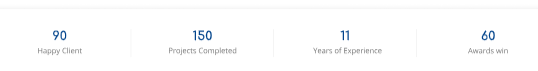 90 150 11 60
Happy Client Projects Completed Years of Experience Awards win